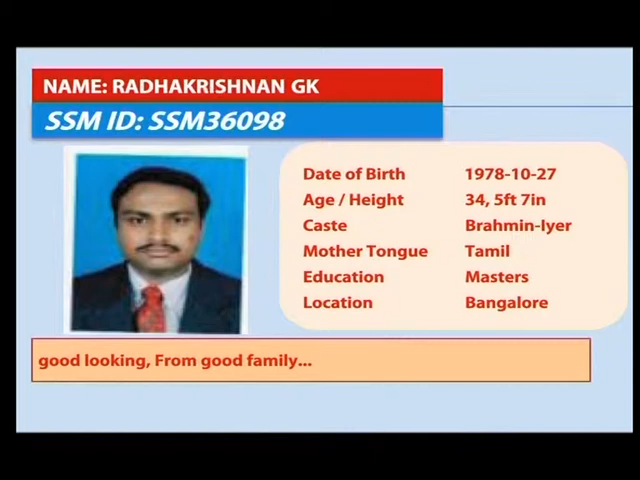 NAME: RADHAKRISHNAN GK
SSM ID: SSM36098
Date of Birth 1978-10-27
Age / Height 34, 5ft 7in
Caste Brahmin-Iyer
Mother Tongue Tamil
Education Masters
Location Bangalore
good looking, From good family...